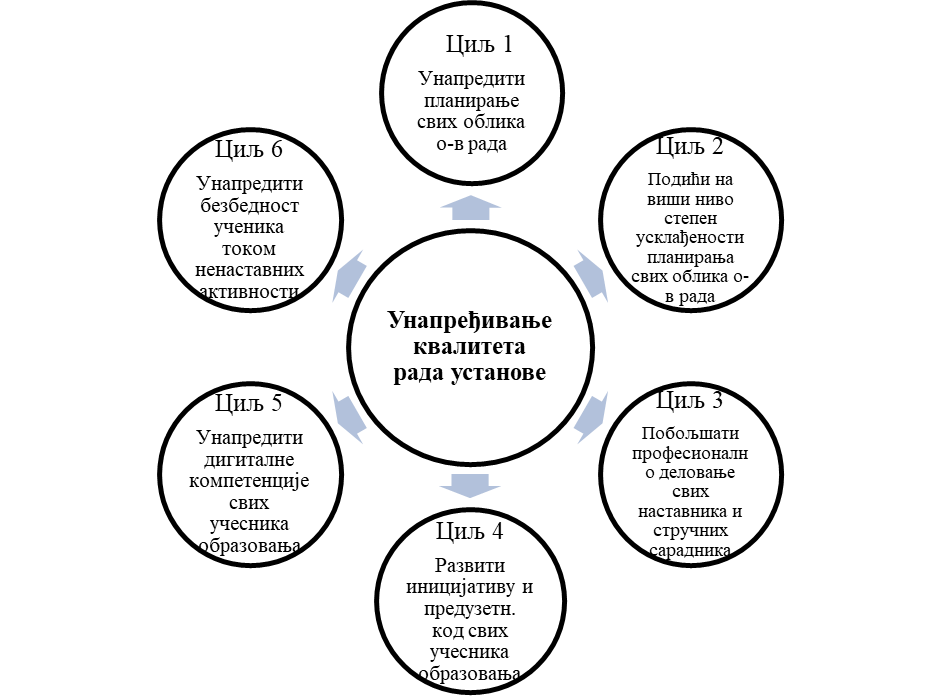 Циљ 1
Унапредити
планирање
свих облика
о-в рада
Циљ 2
Подићи на
виши ниво
степен
усклађености
планирања
свих облика о-
в рада
Циљ 3
Побољшати
професионалн
о деловање
свих
наставника и
стручних
сарадника
Циљ 4
Развити
иницијативу и
предузетн.
код свих
учесника
образовања
Циљ 5
Унапредити
дигиталне
компетенције
свих
учесника
образовања
Циљ 6
Унапредити
безбедност
ученика
током
ненаставних
активности
Унапређивање
квалитета
рада установе